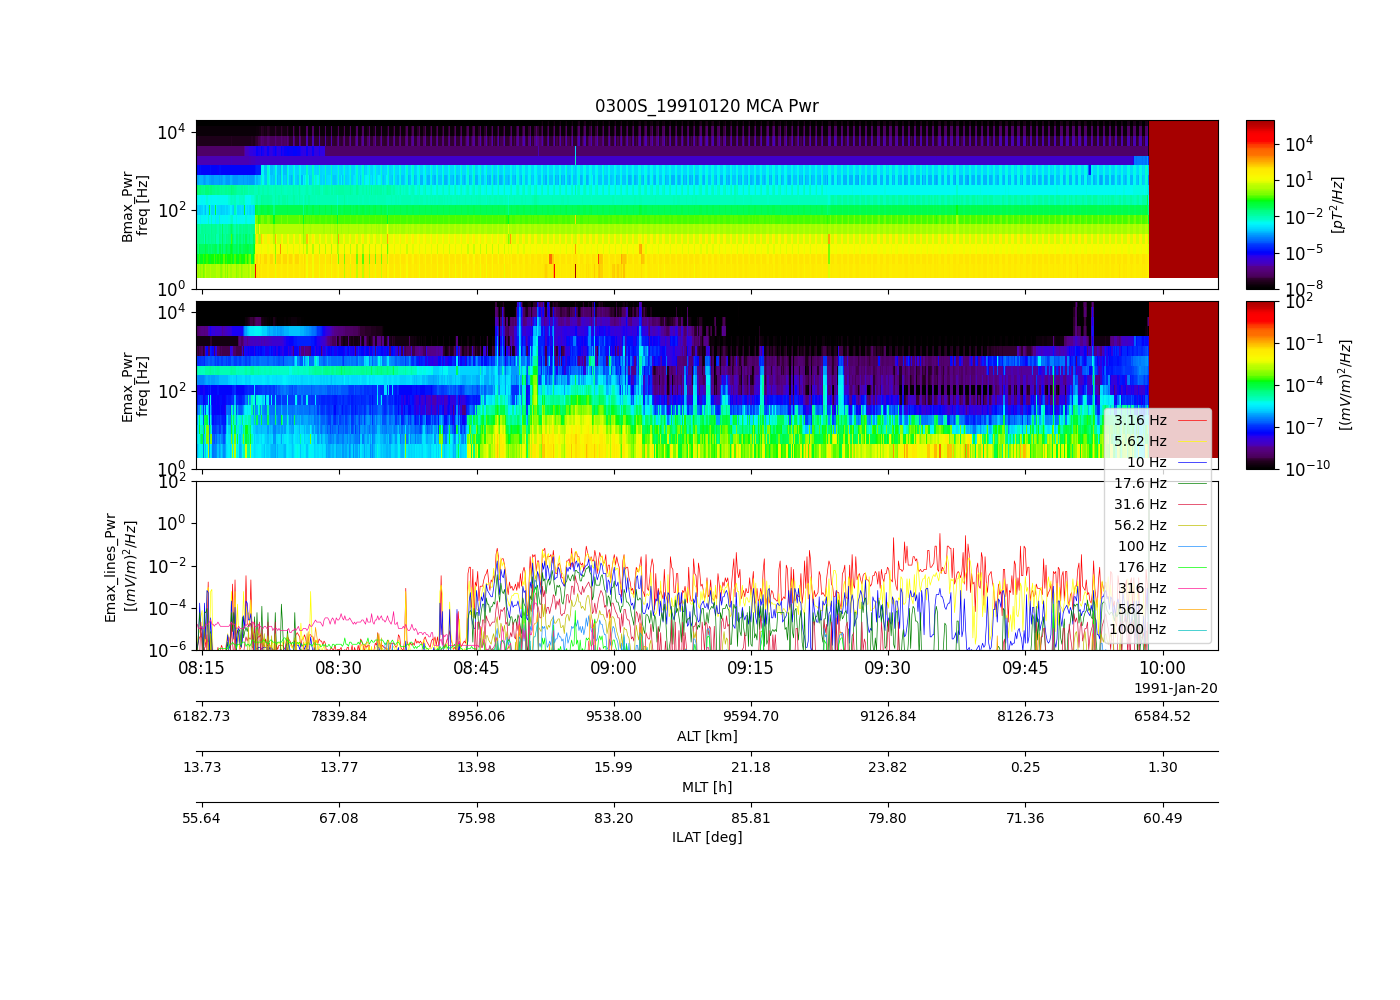 0300S_19910120 MCA Pwr
Bmax_Pwr
freq [Hz]
10^4
10^2
10^0
10^4
10^1
10^-2
10^-5
10^-8
[pT^2/Hz]
Emax_Pwr
freq [Hz]
10^4
10^2
10^0
10^2
10^-1
10^-4
10^-7
10^-10
[(mV/m)^2/Hz]
Emax_lines_Pwr
[(mV/m)^2/Hz]
10^2
10^0
10^-2
10^-4
10^-6
3.16 Hz
5.62 Hz
10 Hz
17.6 Hz
31.6 Hz
56.2 Hz
100 Hz
176 Hz
316 Hz
562 Hz
1000 Hz
08:15 08:30 08:45 09:00 09:15 09:30 09:45 10:00
1991-Jan-20
6182.73 7839.84 8956.06 9538.00 9594.70 9126.84 8126.73 6584.52
ALT [km]
13.73 13.77 13.98 15.99 21.18 23.82 0.25 1.30
MLT [h]
55.64 67.08 75.98 83.20 85.81 79.80 71.36 60.49
ILAT [deg]